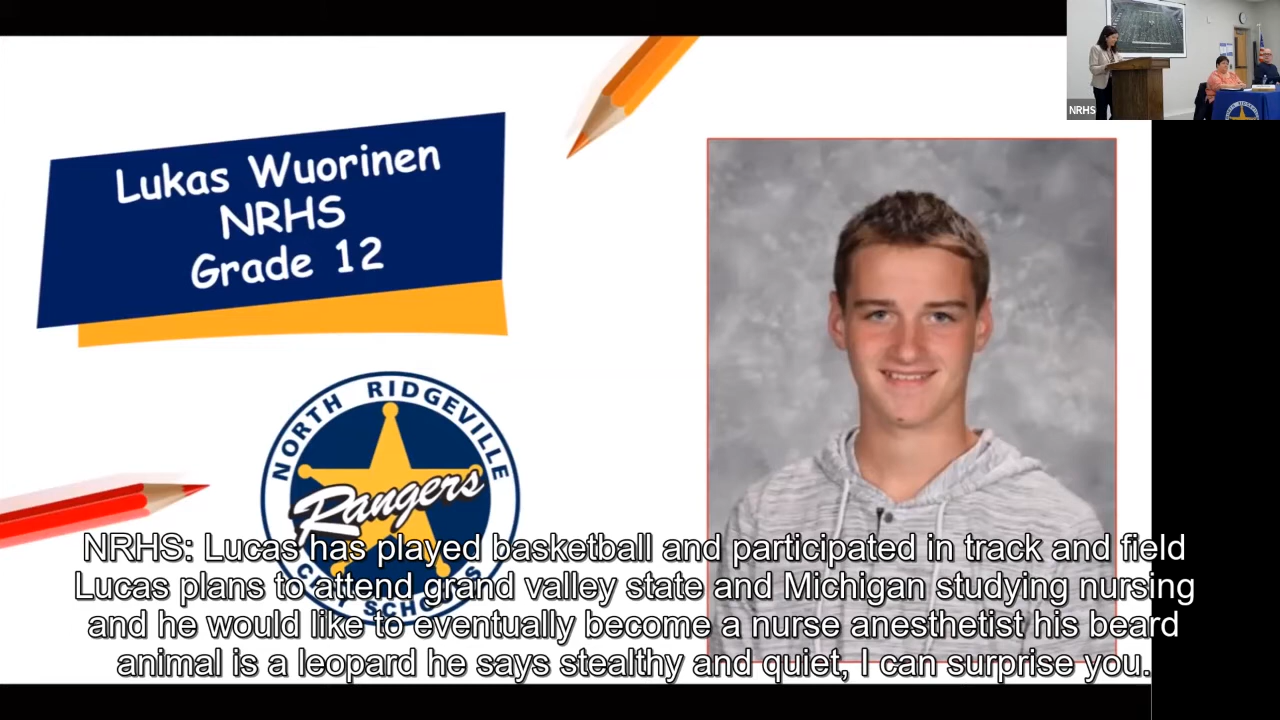 Lukas Wuorinen
NRHS
Grade 12
NRHS
NORTH RIDGEVILLE
Rangers
CITY SCHOOLS
NRHS: Lucas has played basketball and participated in track and field
Lucas plans to attend grand valley state and Michigan studying nursing
and he would like to eventually become a nurse anesthetist his beard
animal is a leopard he says stealthy and quiet, I can surprise you.